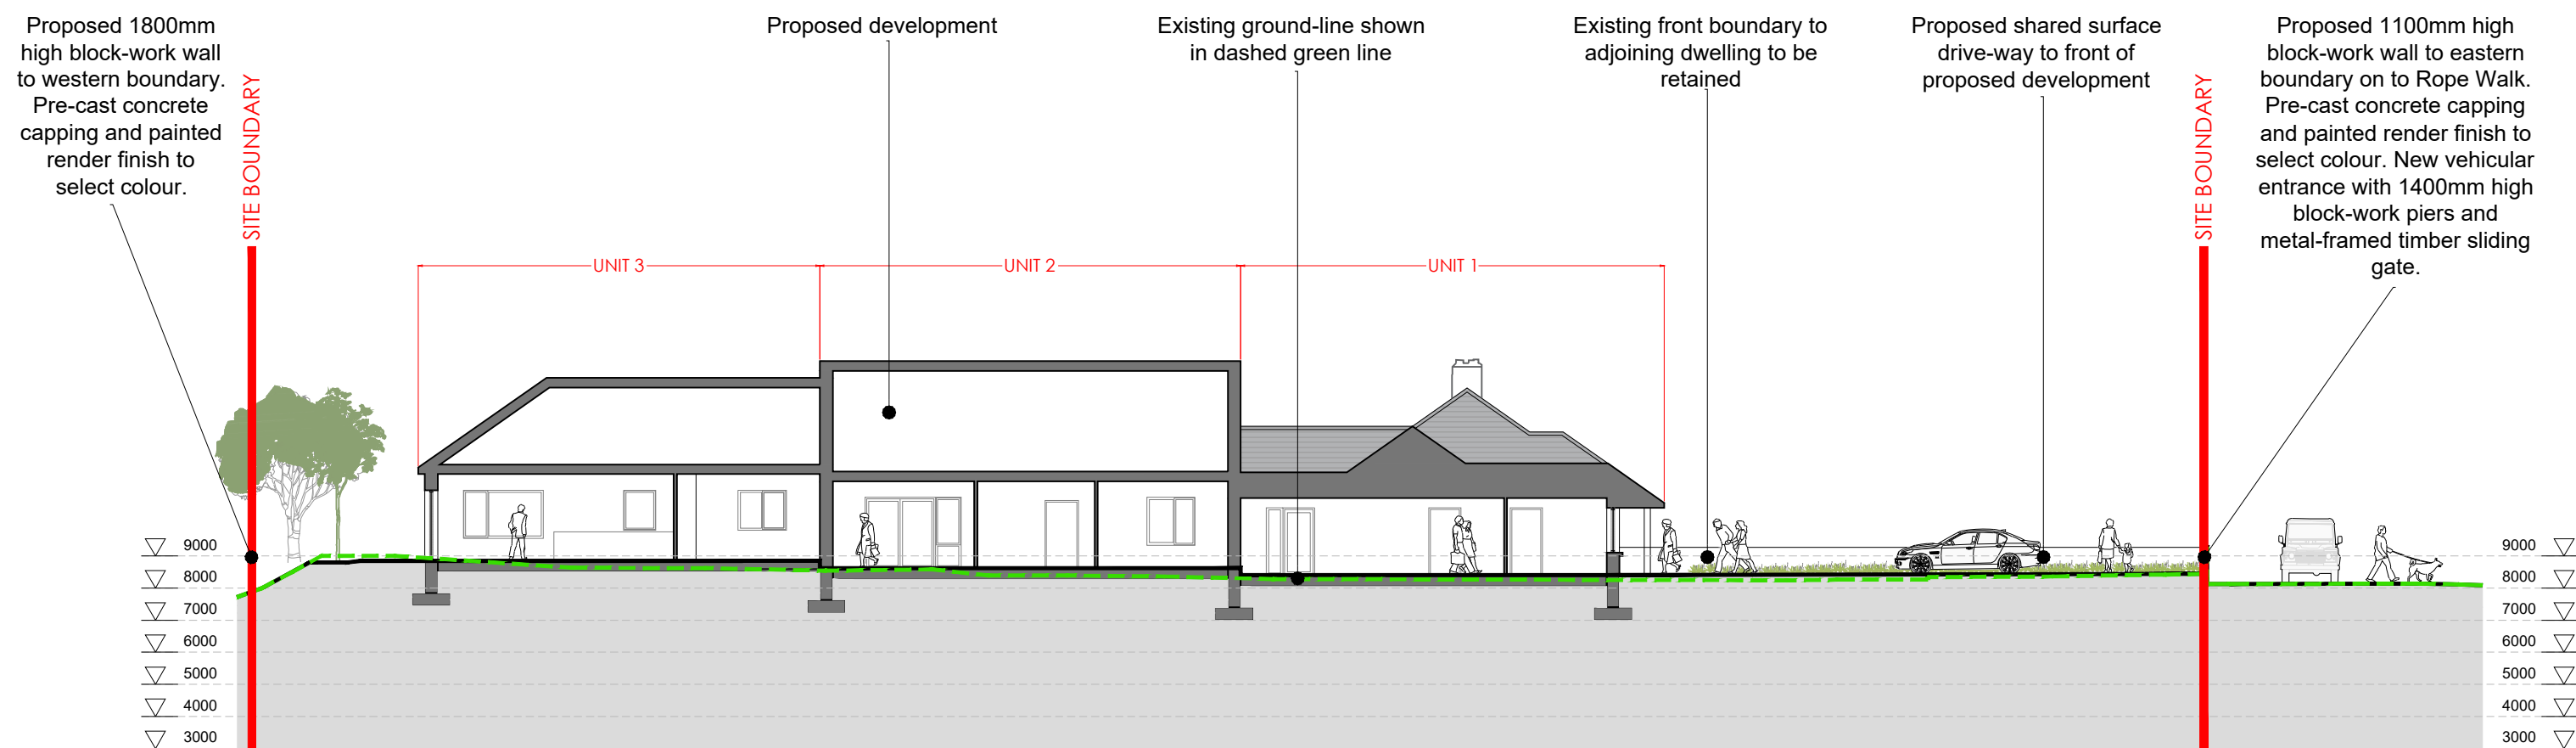 Proposed 1800mm
high block-work wall
to western boundary.
Pre-cast concrete
capping and painted
render finish to
select colour.
SITE BOUNDARY
Proposed development
Existing ground-line shown
in dashed green line
Existing front boundary to
adjoining dwelling to be
retained
Proposed shared surface
drive-way to front of
proposed development
SITE BOUNDARY
Proposed 1100mm high
block-work wall to eastern
boundary on to Rope Walk.
Pre-cast concrete capping
and painted render finish to
select colour. New vehicular
entrance with 1400mm high
block-work piers and
metal-framed timber sliding
gate.
UNIT 3
UNIT 2
UNIT 1
9000
8000
7000
6000
5000
4000
3000
9000
8000
7000
6000
5000
4000
3000